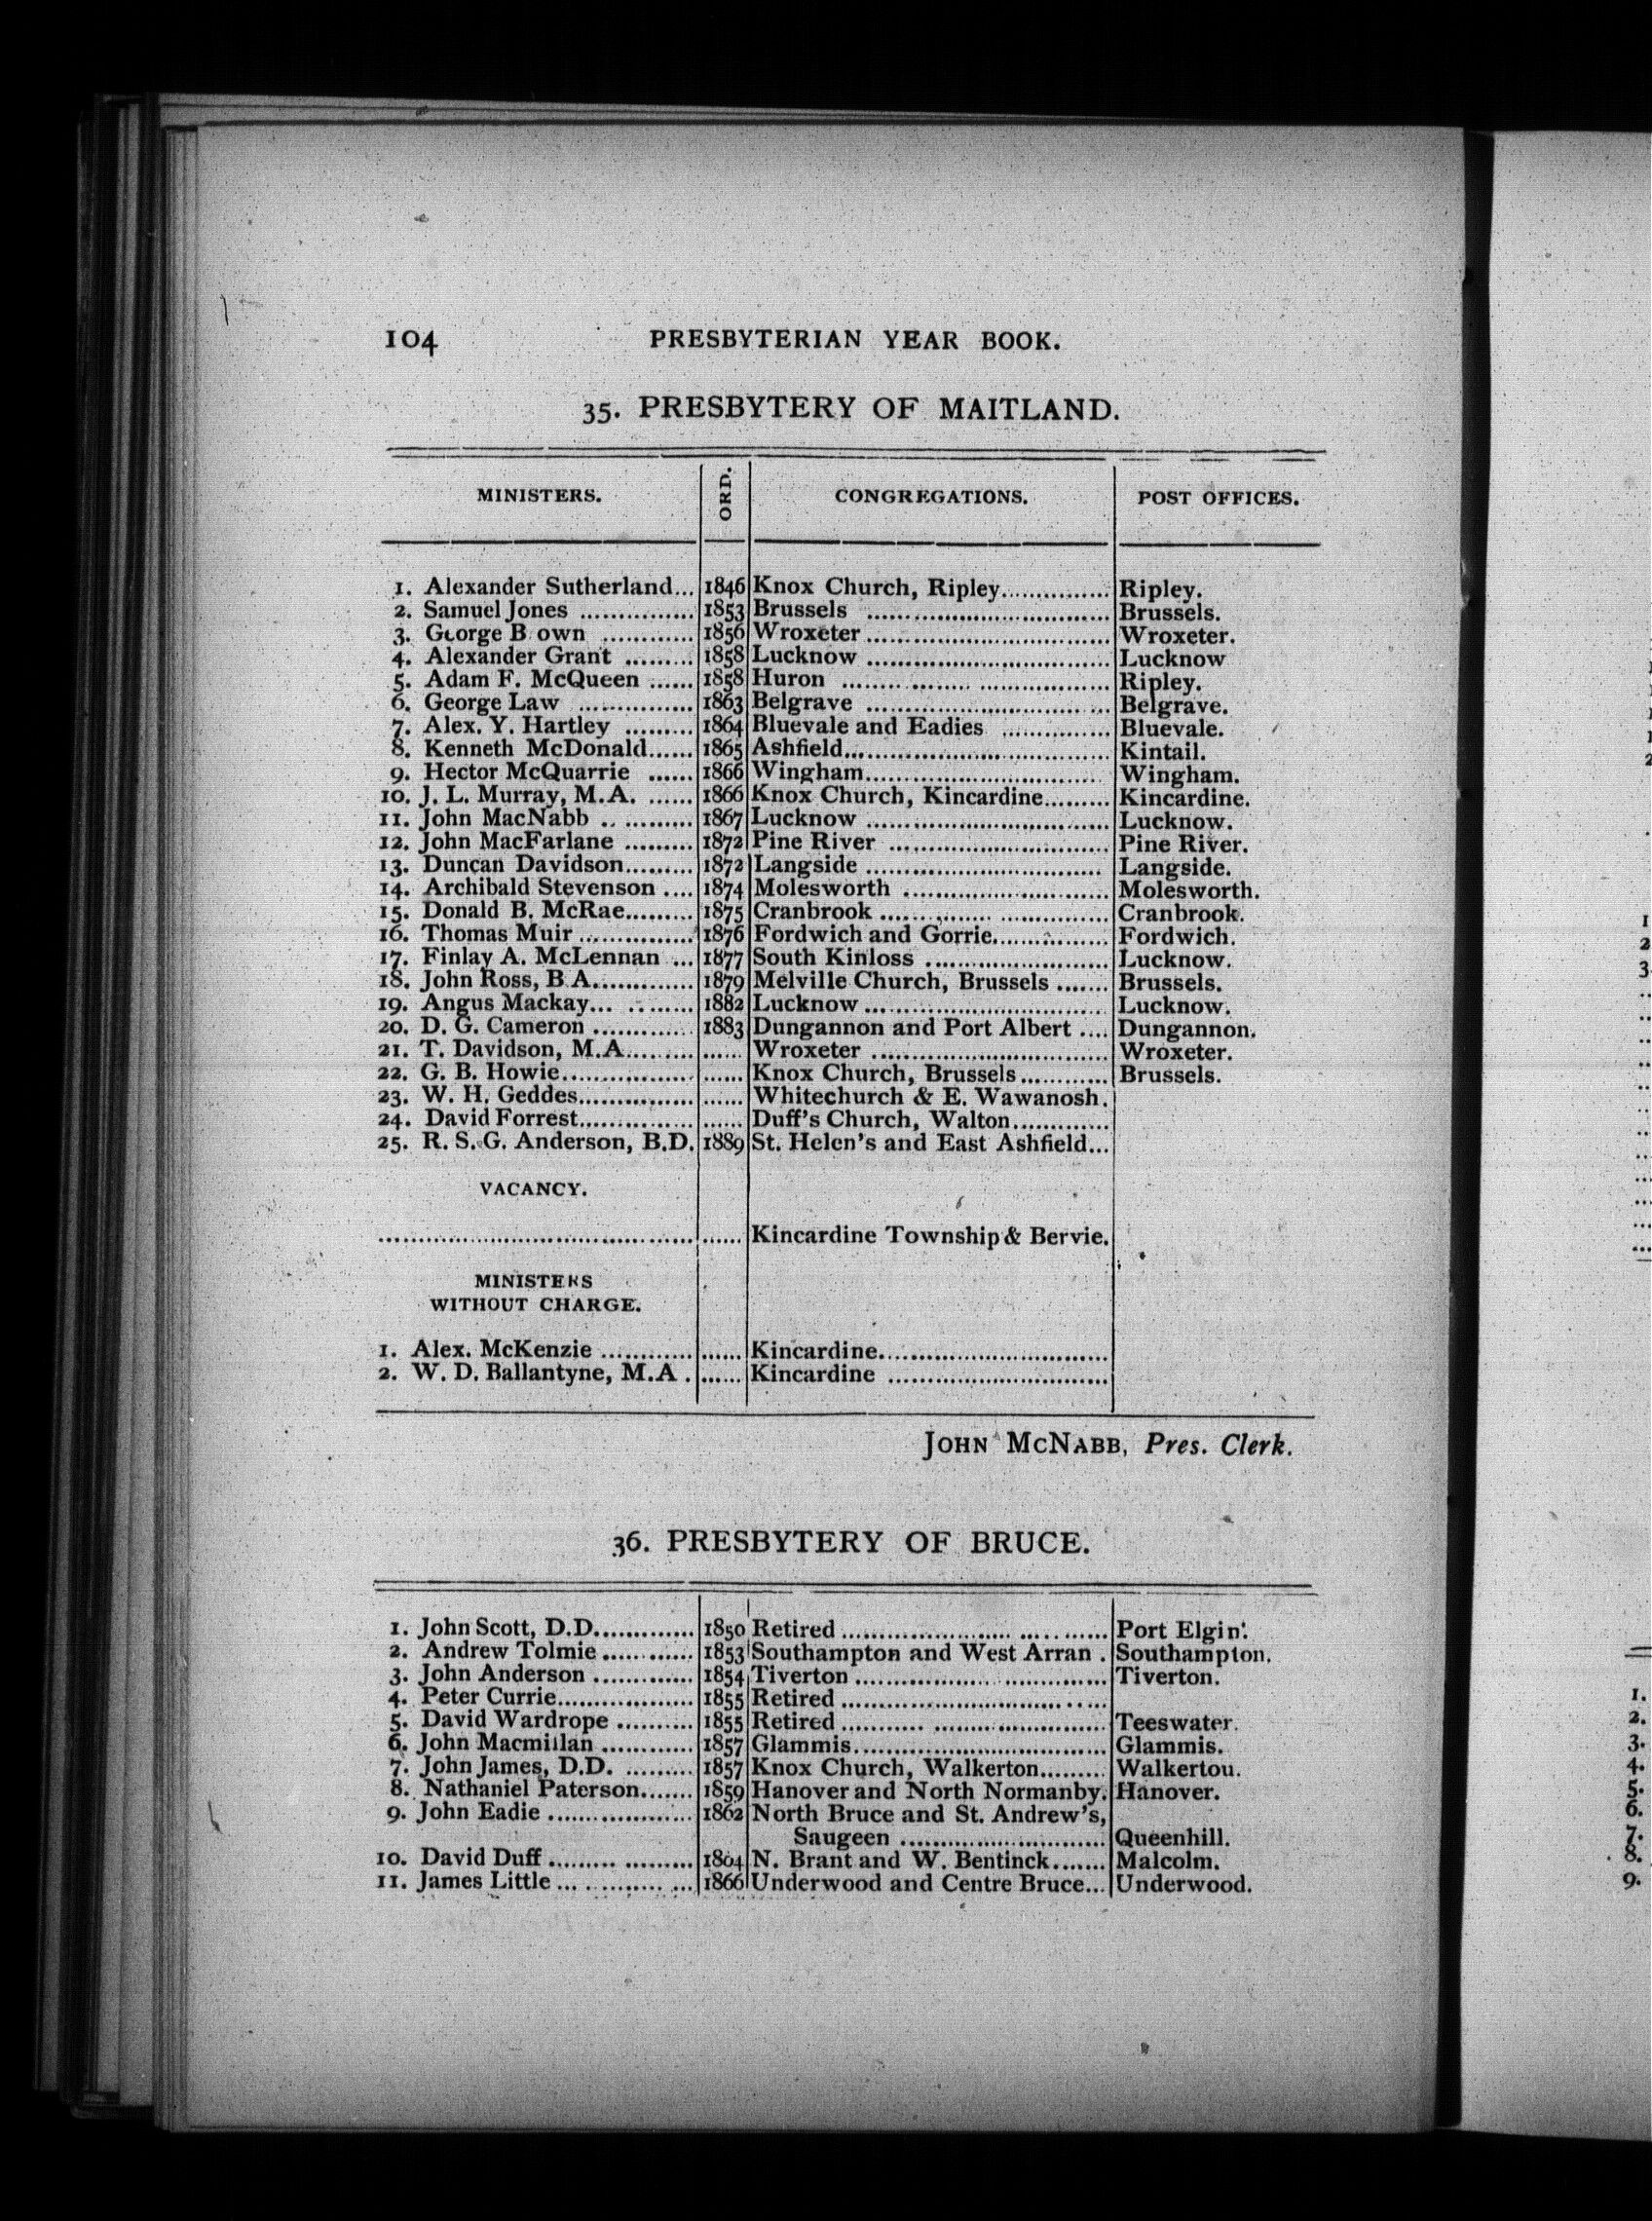 104 PRESBYTERIAN YEAR BOOK.
35. PRESBYTERY OF MAITLAND.
MINISTERS. ORD. CONGREGATIONS. POST OFFICES.
1. Alexander Sutherland... 1846 Knox Church, Ripley............... Ripley.
2. Samuel Jones ............... 1853 Brussels ................................ Brussels.
3. George B own ............ 1856 Wroxeter ................................ Wroxeter.
4. Alexander Grant ......... 1858 Lucknow ................................ Lucknow
5. Adam F. McQueen ...... 1858 Huron ................................ Ripley.
6. George Law ............... 1863 Belgrave ................................ Belgrave.
7. Alex. Y. Hartley ......... 1864 Bluevale and Eadies ............... Bluevale.
8. Kenneth McDonald...... 1865 Ashfield................................ Kintail.
9. Hector McQuarrie ...... 1866 Wingham................................ Wingham.
10. J. L. Murray, M.A. ...... 1866 Knox Church, Kincardine......... Kincardine.
11. John MacNabb .. ......... 1867 Lucknow ................................ Lucknow.
12. John MacFarlane ......... 1872 Pine River ............................. Pine River.
13. Duncan Davidson......... 1872 Langside ................................ Langside.
14. Archibald Stevenson .... 1874 Molesworth ........................... Molesworth.
15. Donald B. McRae......... 1875 Cranbrook ............................. Cranbrook.
16. Thomas Muir ............... 1876 Fordwich and Gorrie............... Fordwich.
17. Finlay A. McLennan ... 1877 South Kinloss ........................ Lucknow.
18. John Ross, B.A............. 1879 Melville Church, Brussels ....... Brussels.
19. Angus Mackay... ......... 1882 Lucknow ................................ Lucknow.
20. D. G. Cameron ............ 1883 Dungannon and Port Albert .... Dungannon.
21. T. Davidson, M.A......... ...... Wroxeter ................................ Wroxeter.
22. G. B. Howie.................. ...... Knox Church, Brussels ............ Brussels.
23. W. H. Geddes............... ...... Whitechurch & E. Wawanosh.
24. David Forrest............... ...... Duff's Church, Walton.............
25. R. S. G. Anderson, B.D. 1889 St. Helen's and East Ashfield...
VACANCY.
.......................................... ...... Kincardine Township & Bervie.
MINISTERS
WITHOUT CHARGE.
1. Alex. McKenzie ............ ...... Kincardine..............................
2. W. D. Ballantyne, M.A . ...... Kincardine .............................
JOHN McNABB, Pres. Clerk.
36. PRESBYTERY OF BRUCE.
1. John Scott, D.D............. 1850 Retired ................................ Port Elgin.
2. Andrew Tolmie ............ 1853 Southampton and West Arran . Southampton.
3. John Anderson ............ 1854 Tiverton ................................ Tiverton.
4. Peter Currie.................. 1855 Retired ................................
5. David Wardrope .......... 1855 Retired ................................ Teeswater.
6. John Macmillan ............ 1857 Glammis................................ Glammis.
7. John James, D.D. ......... 1857 Knox Church, Walkerton......... Walkerton.
8. Nathaniel Paterson....... 1859 Hanover and North Normanby. Hanover.
9. John Eadie ................... 1862 North Bruce and St. Andrew's,
Saugeen ........................... Queenhill.
10. David Duff ......... ......... 1864 N. Brant and W. Bentinck....... Malcolm.
11. James Little ... ............ 1866 Underwood and Centre Bruce... Underwood.